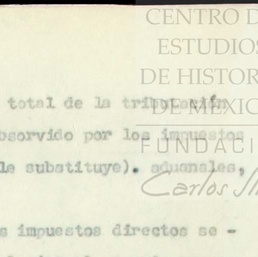 CENTRO D
ESTUDIOS
DE HISTOR
DE MEXIC
FUNDACI
Carlos Sli
total de la tributación
absorvido por los impuestos
le substituye). aduanales,
s impuestos directos se -